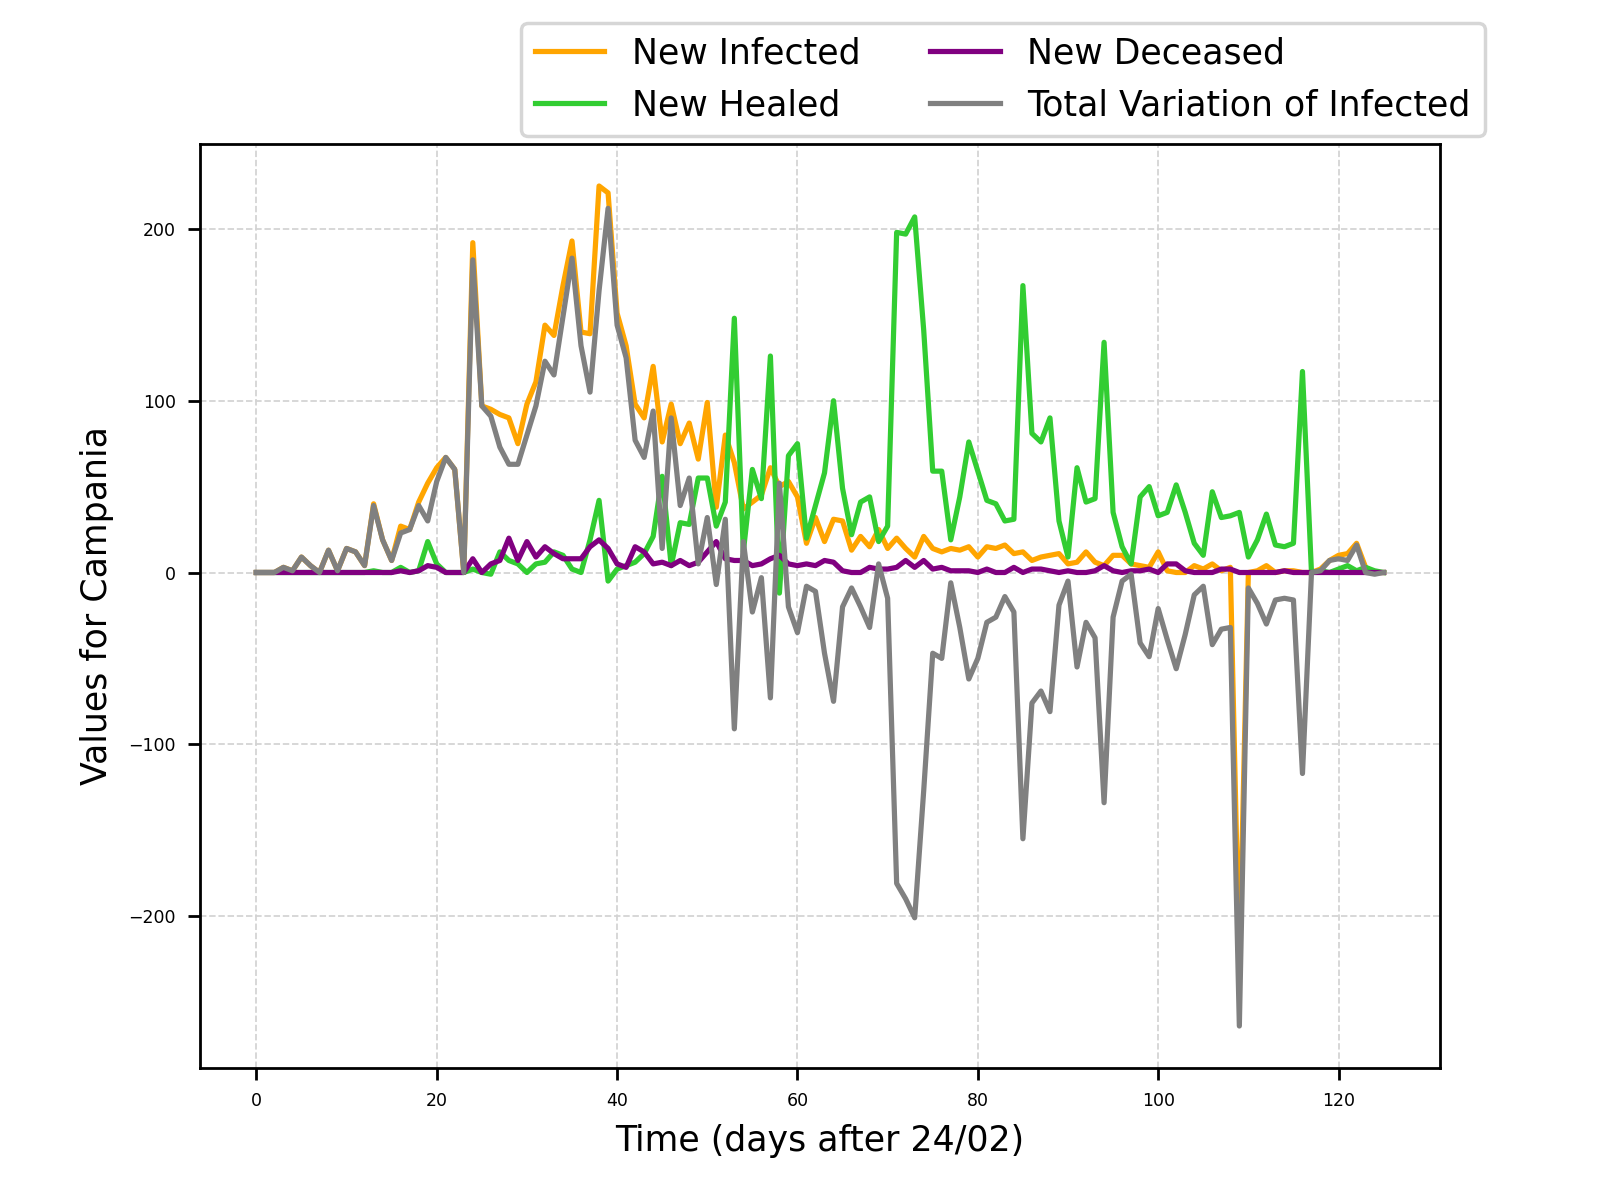 New Infected
New Healed
New Deceased
Total Variation of Infected
Values for Campania
200
100
0
−100
−200
0 20 40 60 80 100 120
Time (days after 24/02)